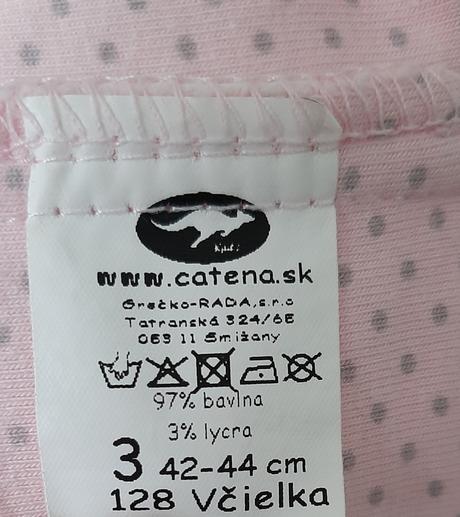 www.catena.sk
Grečko-RADA,s.r.o
Tatranská 324/66
053 11 Smižany
97% bavlna
3% lycra
3 42-44 cm
128 Včielka